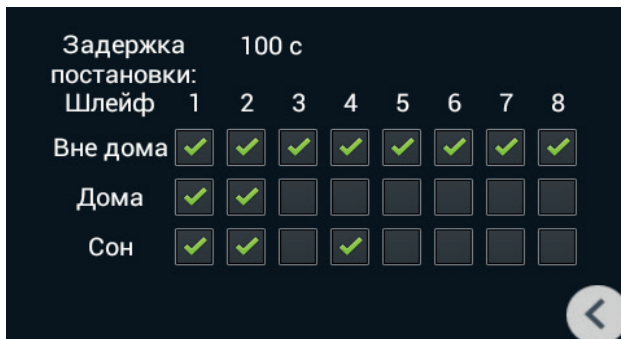 Задержка 100 с
постановки:
Шлейф 1 2 3 4 5 6 7 8
Вне дома
Дома
Сон